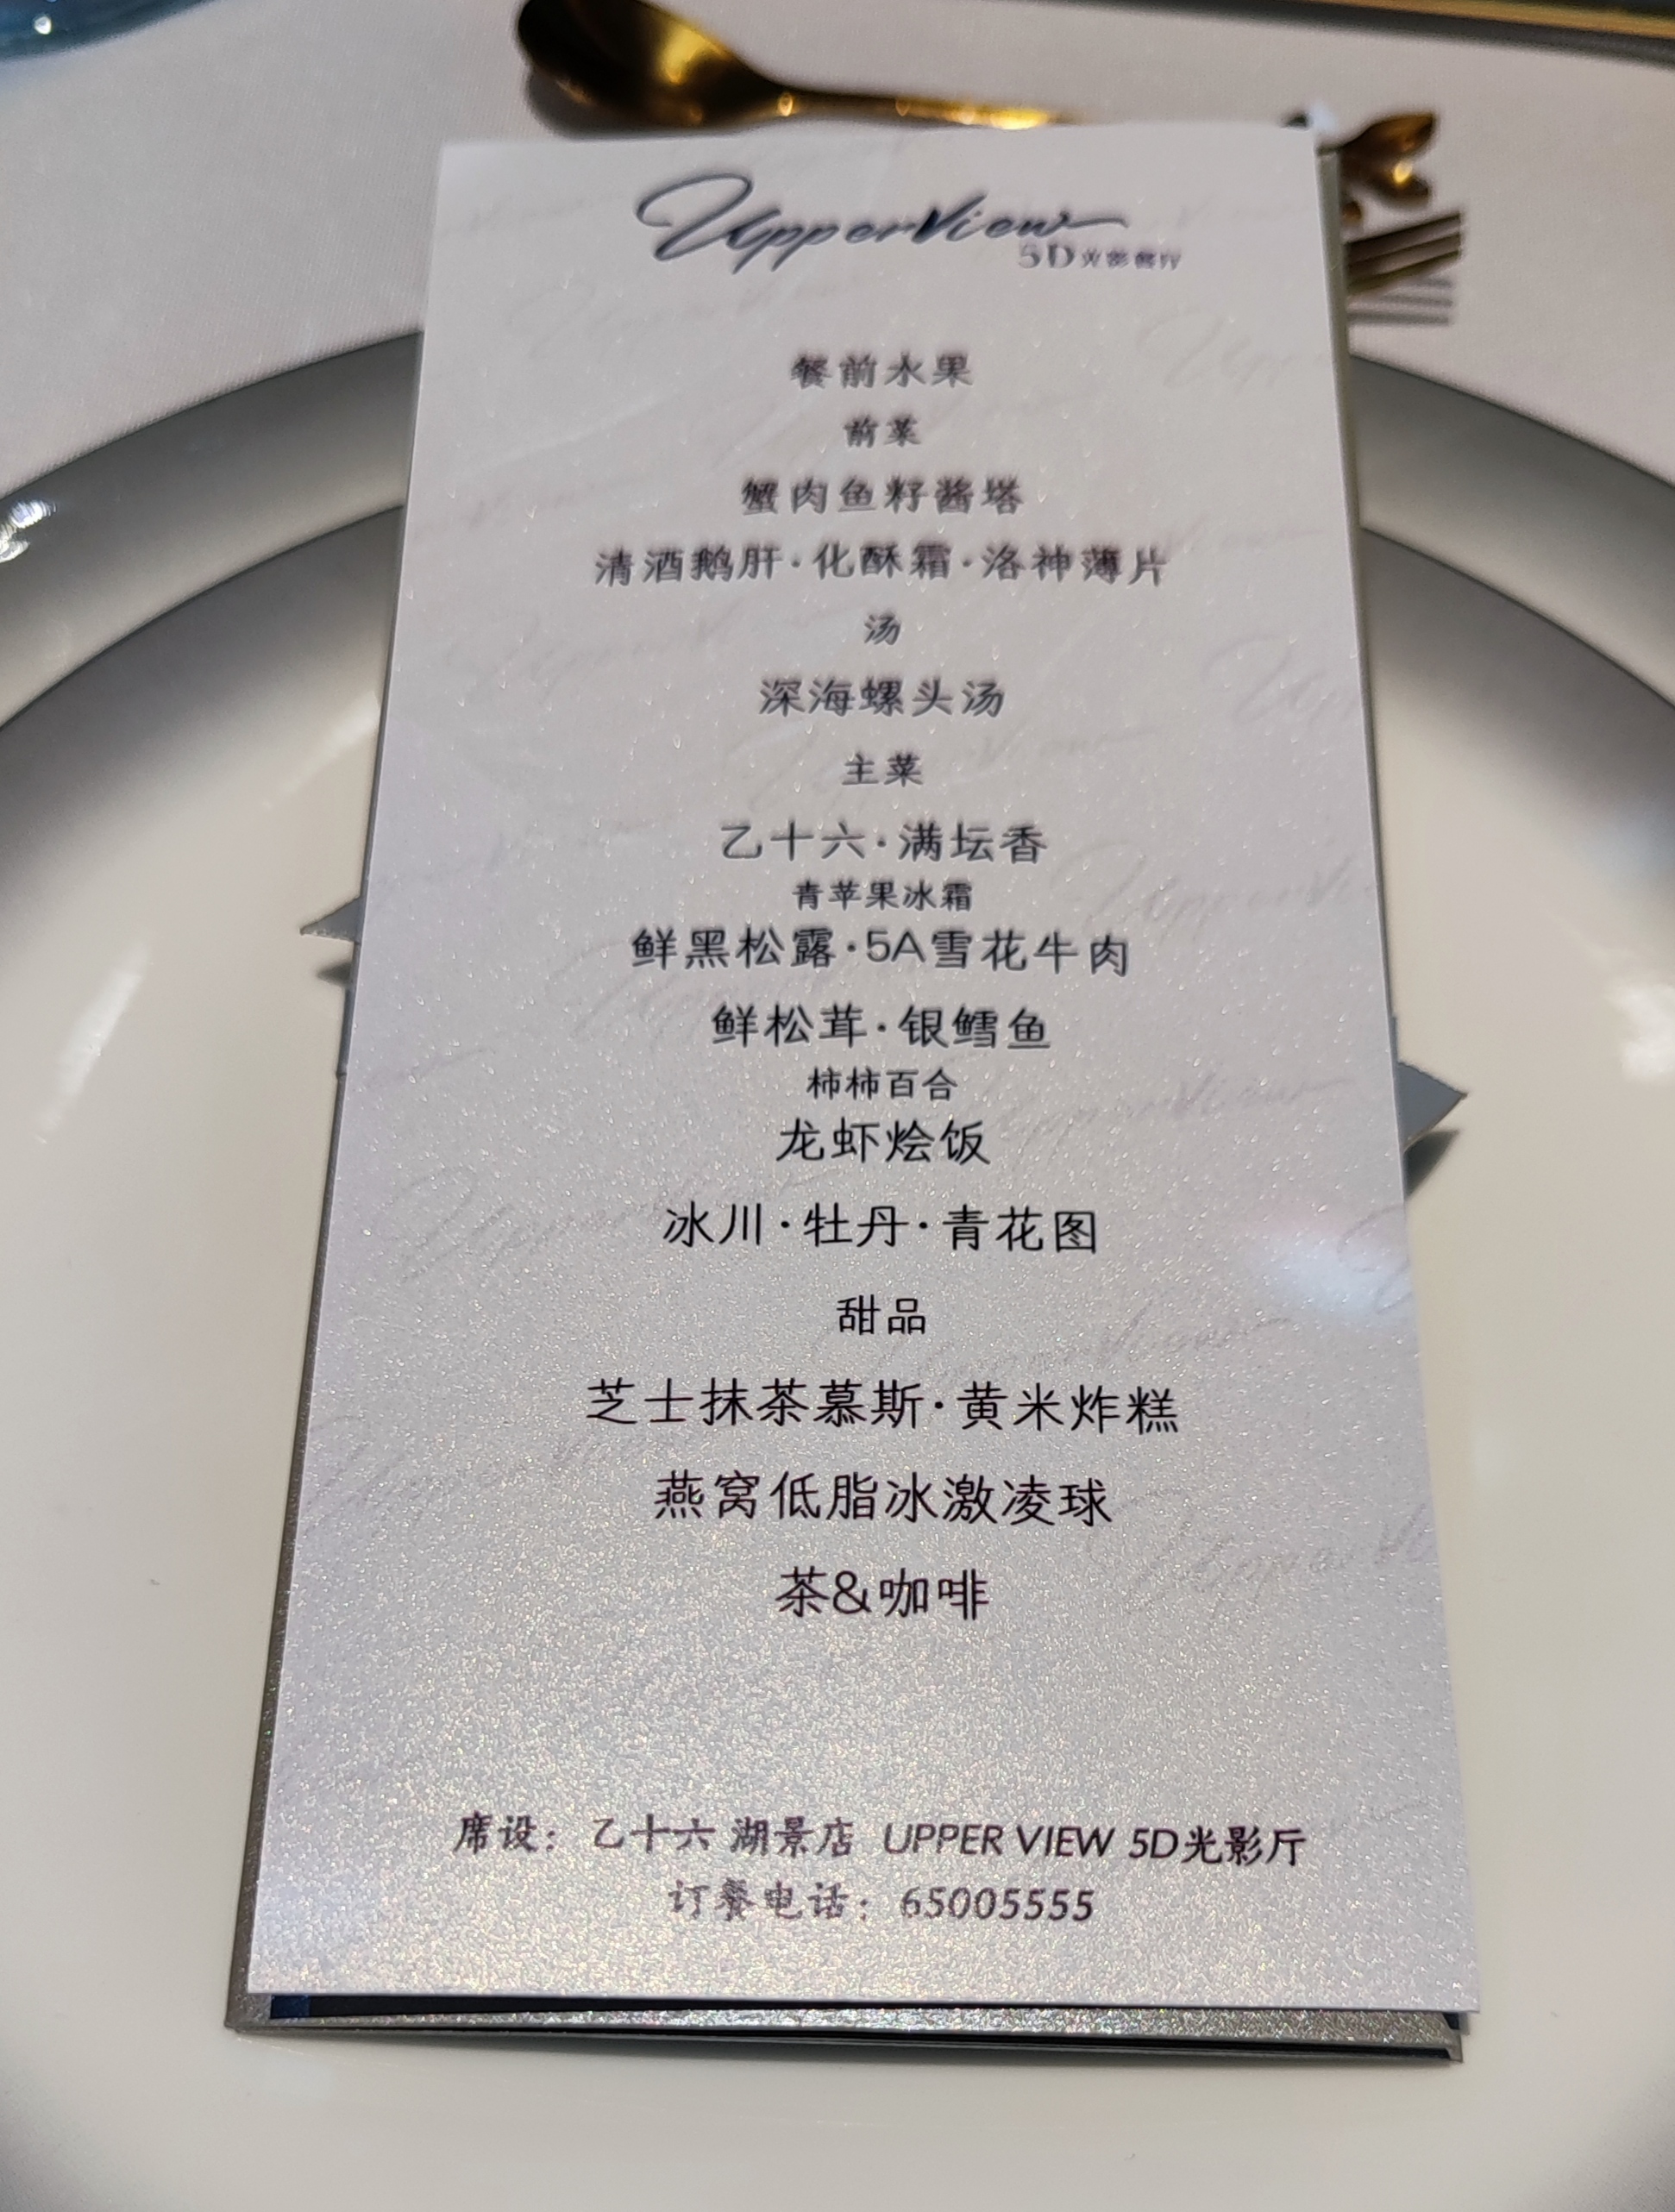 UpperView
5D光影餐厅
餐前水果
前菜
蟹肉鱼籽酱塔
清酒鹅肝·化酥霜·洛神薄片
汤
深海螺头汤
主菜
乙十六·满坛香
青苹果冰霜
鲜黑松露·5A雪花牛肉
鲜松茸·银鳕鱼
柿柿百合
龙虾烩饭
冰川·牡丹·青花图
甜品
芝士抹茶慕斯·黄米炸糕
燕窝低脂冰激凌球
茶&咖啡
席设：乙十六 湖景店 UPPER VIEW 5D光影厅
订餐电话：65005555